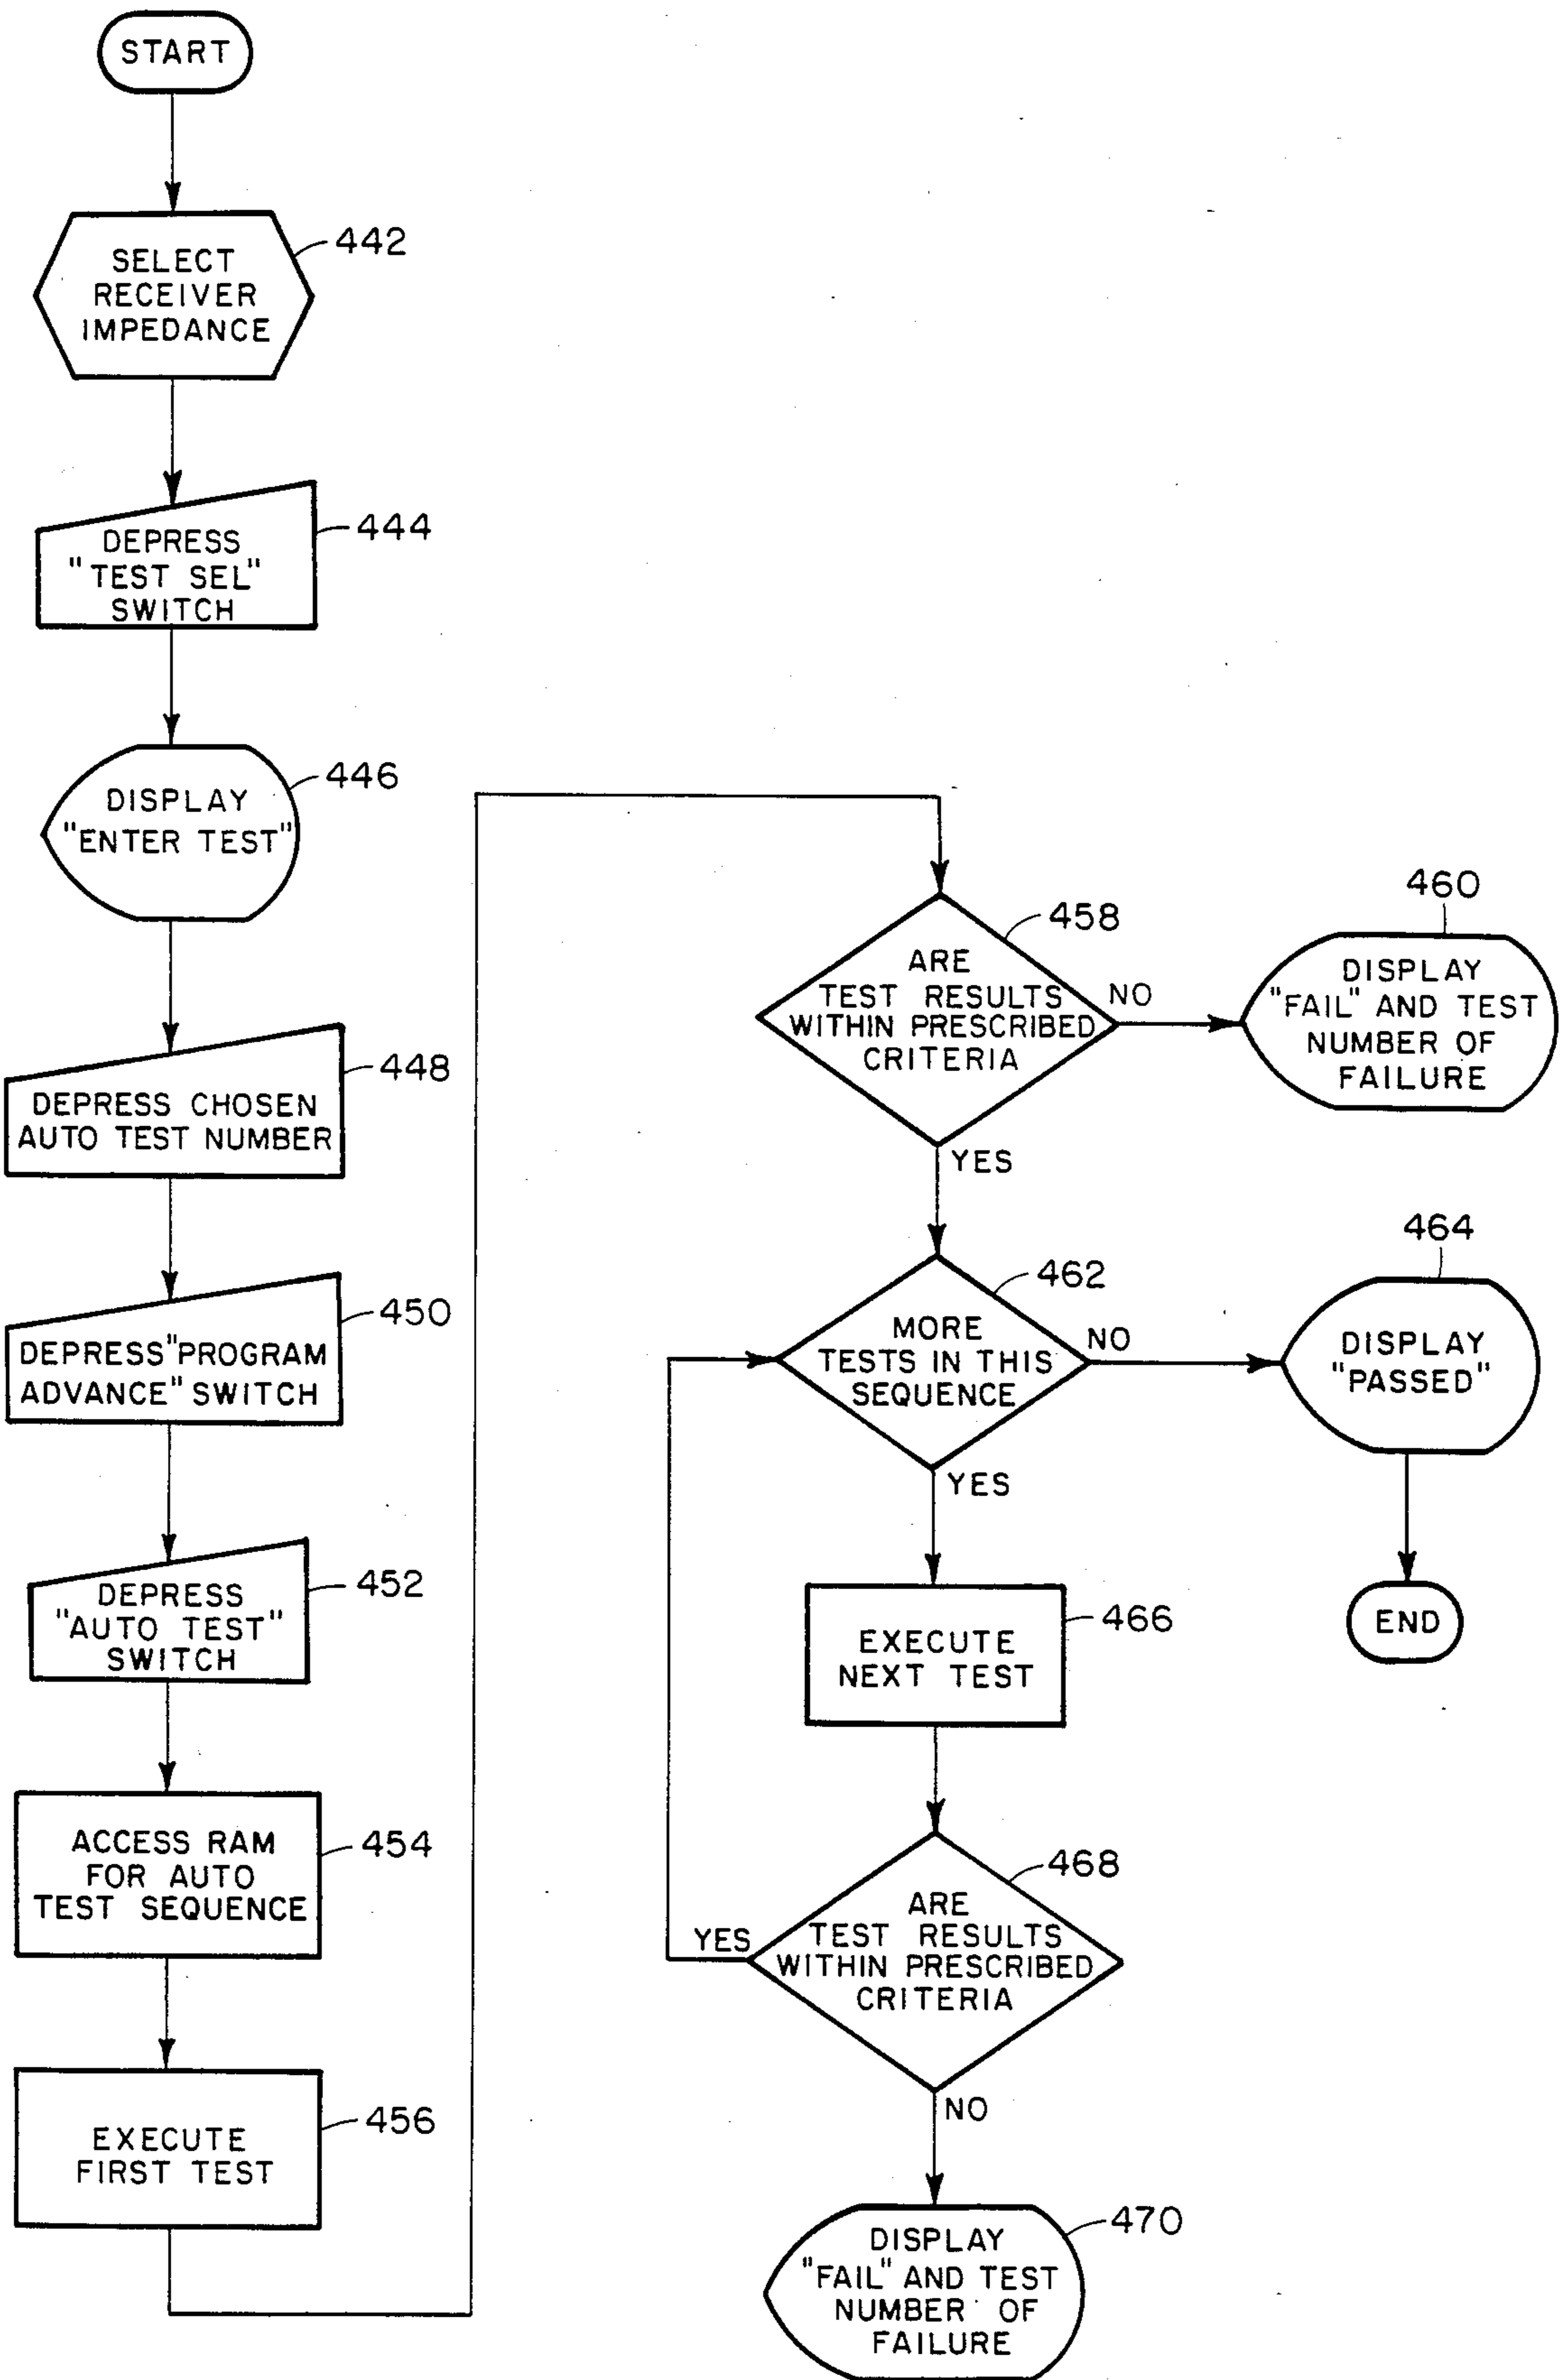 START
442
SELECT
RECEIVER
IMPEDANCE
444
DEPRESS
"TEST SEL"
SWITCH
446
DISPLAY
"ENTER TEST"
448
DEPRESS CHOSEN
AUTO TEST NUMBER
450
DEPRESS "PROGRAM
ADVANCE" SWITCH
452
DEPRESS
"AUTO TEST"
SWITCH
454
ACCESS RAM
FOR AUTO
TEST SEQUENCE
456
EXECUTE
FIRST TEST
458
ARE
TEST RESULTS
WITHIN PRESCRIBED
CRITERIA
NO
YES
460
DISPLAY
"FAIL" AND TEST
NUMBER OF
FAILURE
462
MORE
TESTS IN THIS
SEQUENCE
NO
YES
464
DISPLAY
"PASSED"
END
466
EXECUTE
NEXT TEST
468
ARE
TEST RESULTS
WITHIN PRESCRIBED
CRITERIA
YES
NO
470
DISPLAY
"FAIL" AND TEST
NUMBER OF
FAILURE